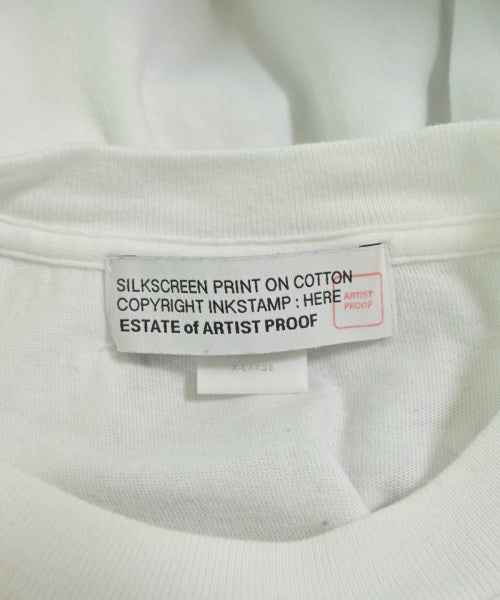 SILKSCREEN PRINT ON COTTON
COPYRIGHT INKSTAMP : HERE
ESTATE of ARTIST PROOF
ARTIST
PROOF
X-LARGE